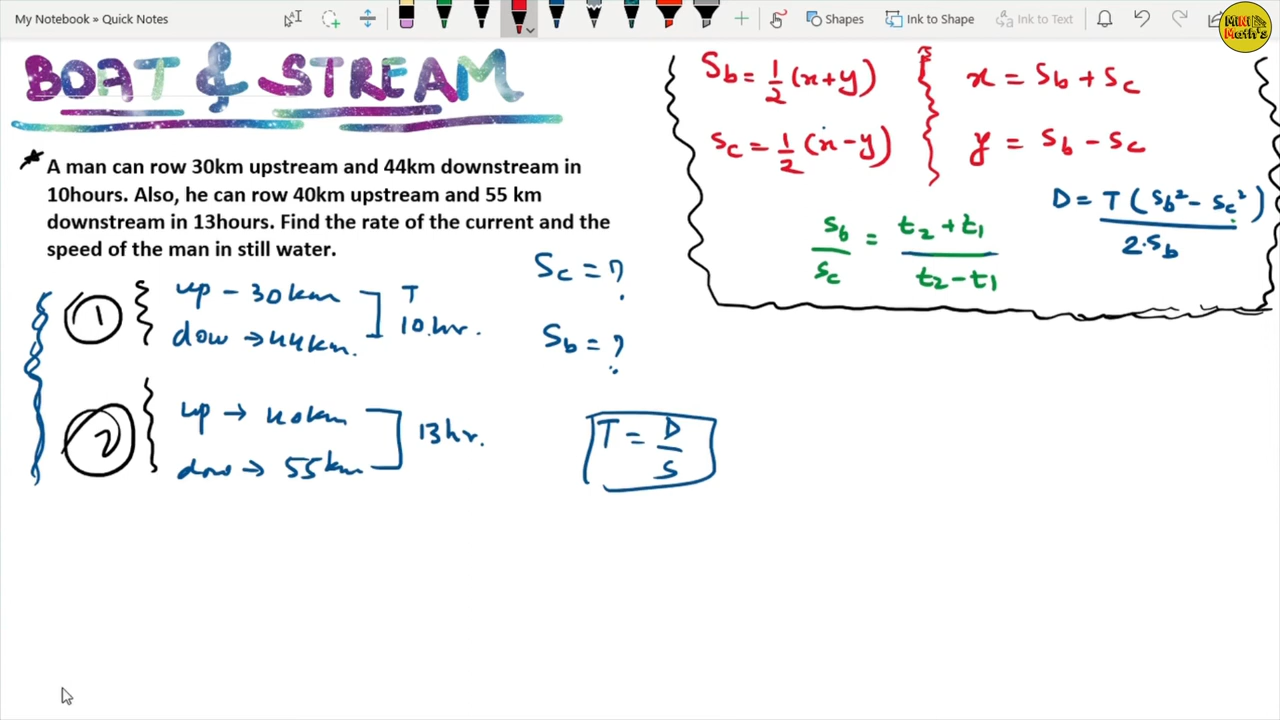 My Notebook » Quick Notes
Shapes
Ink to Shape
Ink to Text
MINI
Math's
BOAT & STREAM
A man can row 30km upstream and 44km downstream in
10hours. Also, he can row 40km upstream and 55 km
downstream in 13hours. Find the rate of the current and the
speed of the man in still water.
Sb = 1/2 (x+y)
x = Sb + Sc
Sc = 1/2 (x-y)
y = Sb - Sc
D = T (Sb² - Sc²) / 2·Sb
Sb/Sc = t2 + t1 / t2 - t1
1
up - 30km
T
dow → 44km.
10.hr.
Sc = ?
Sb = ?
2
up → 40km
13hr.
dow → 55km
T = D/S